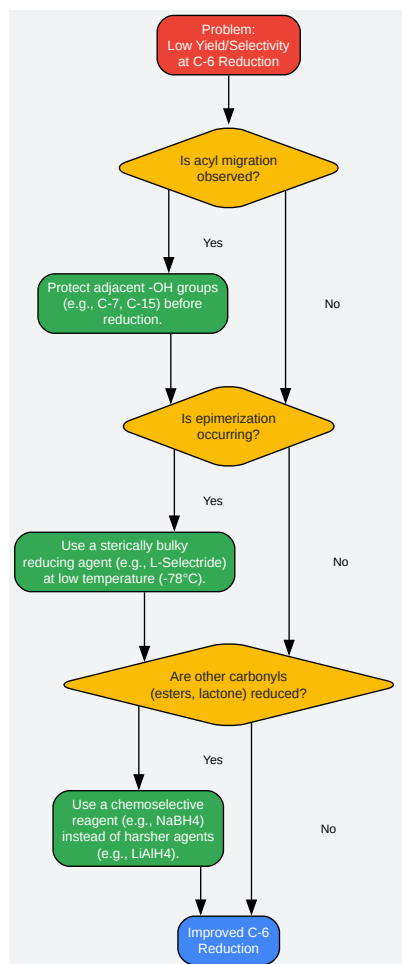 Problem:
Low Yield/Selectivity
at C-6 Reduction
Is acyl migration
observed?
Yes
Protect adjacent -OH groups
(e.g., C-7, C-15) before
reduction.
No
Is epimerization
occurring?
Yes
Use a sterically bulky
reducing agent (e.g., L-Selectride)
at low temperature (-78°C).
No
Are other carbonyls
(esters, lactone) reduced?
Yes
Use a chemoselective
reagent (e.g., NaBH4)
instead of harsher agents
(e.g., LiAlH4).
No
Improved C-6
Reduction